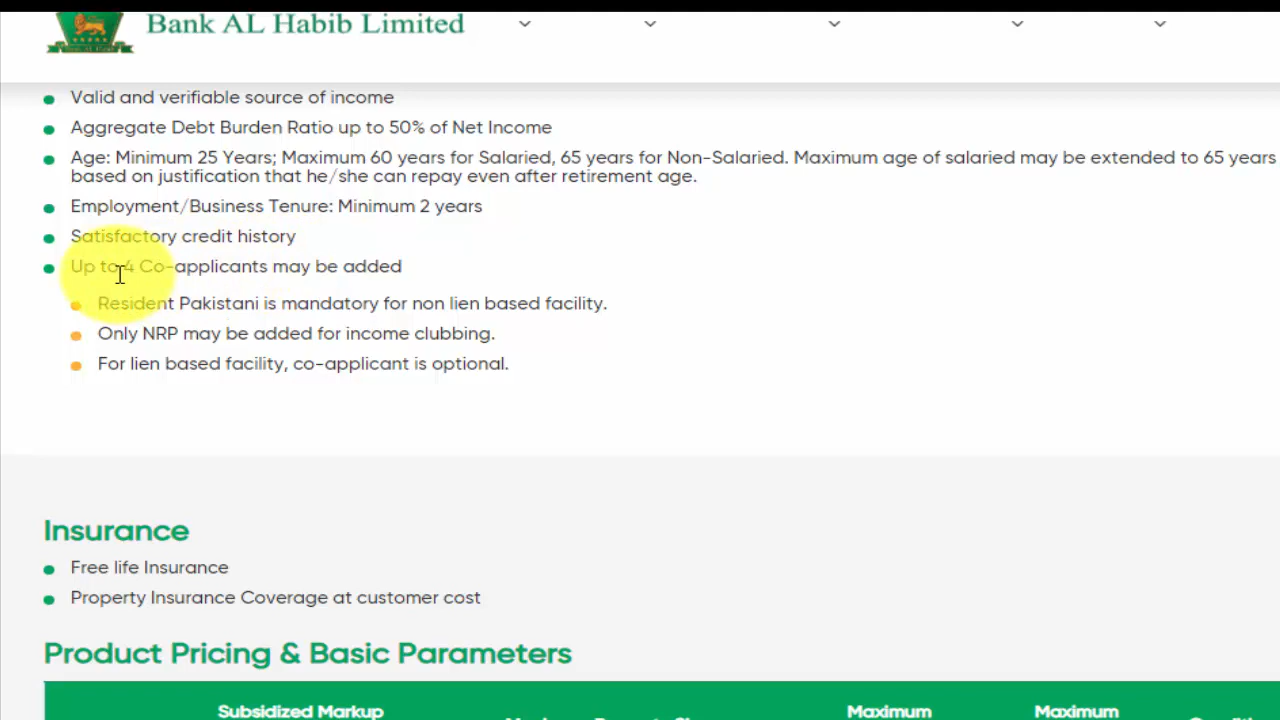 Bank AL Habib Limited
Valid and verifiable source of income
Aggregate Debt Burden Ratio up to 50% of Net Income
Age: Minimum 25 Years; Maximum 60 years for Salaried, 65 years for Non-Salaried. Maximum age of salaried may be extended to 65 years
based on justification that he/she can repay even after retirement age.
Employment/Business Tenure: Minimum 2 years
Satisfactory credit history
Up to 4 Co-applicants may be added
Resident Pakistani is mandatory for non lien based facility.
Only NRP may be added for income clubbing.
For lien based facility, co-applicant is optional.
Insurance
Free life Insurance
Property Insurance Coverage at customer cost
Product Pricing & Basic Parameters
Subsidized Markup Maximum Maximum